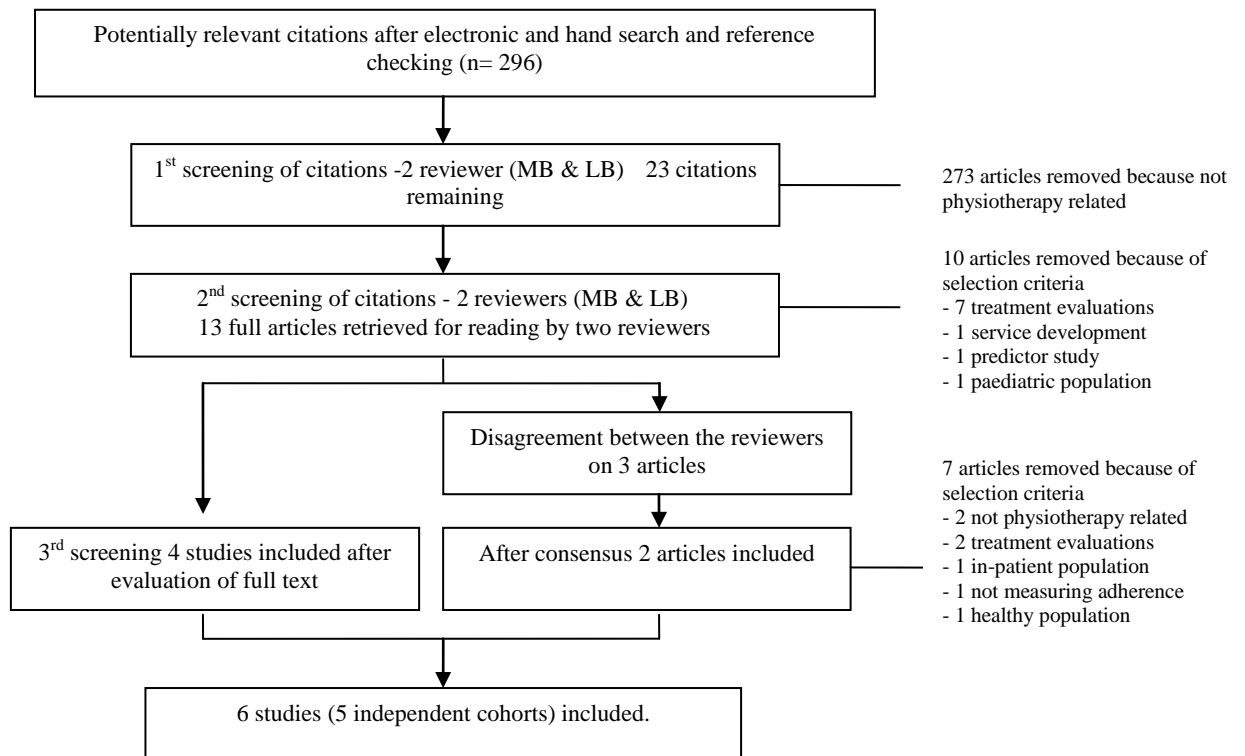 Potentially relevant citations after electronic and hand search and reference
checking (n= 296)
1st screening of citations -2 reviewer (MB & LB) 23 citations
remaining
273 articles removed because not
physiotherapy related
2nd screening of citations - 2 reviewers (MB & LB)
13 full articles retrieved for reading by two reviewers
10 articles removed because of
selection criteria
- 7 treatment evaluations
- 1 service development
- 1 predictor study
- 1 paediatric population
Disagreement between the reviewers
on 3 articles
3rd screening 4 studies included after
evaluation of full text
After consensus 2 articles included
7 articles removed because of
selection criteria
- 2 not physiotherapy related
- 2 treatment evaluations
- 1 in-patient population
- 1 not measuring adherence
- 1 healthy population
6 studies (5 independent cohorts) included.